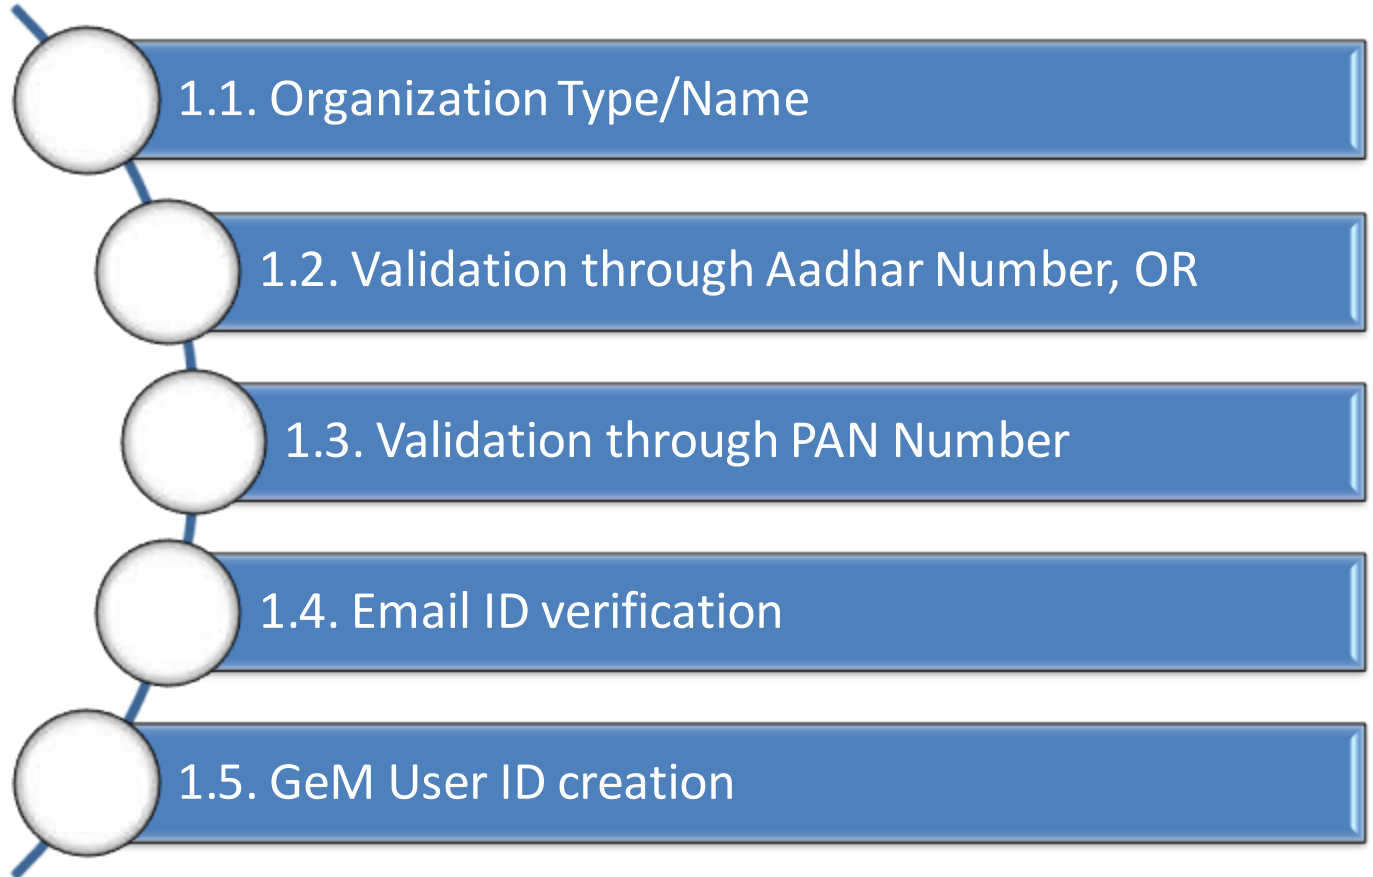 1.1. Organization Type/Name
1.2. Validation through Aadhar Number, OR
1.3. Validation through PAN Number
1.4. Email ID verification
1.5. GeM User ID creation